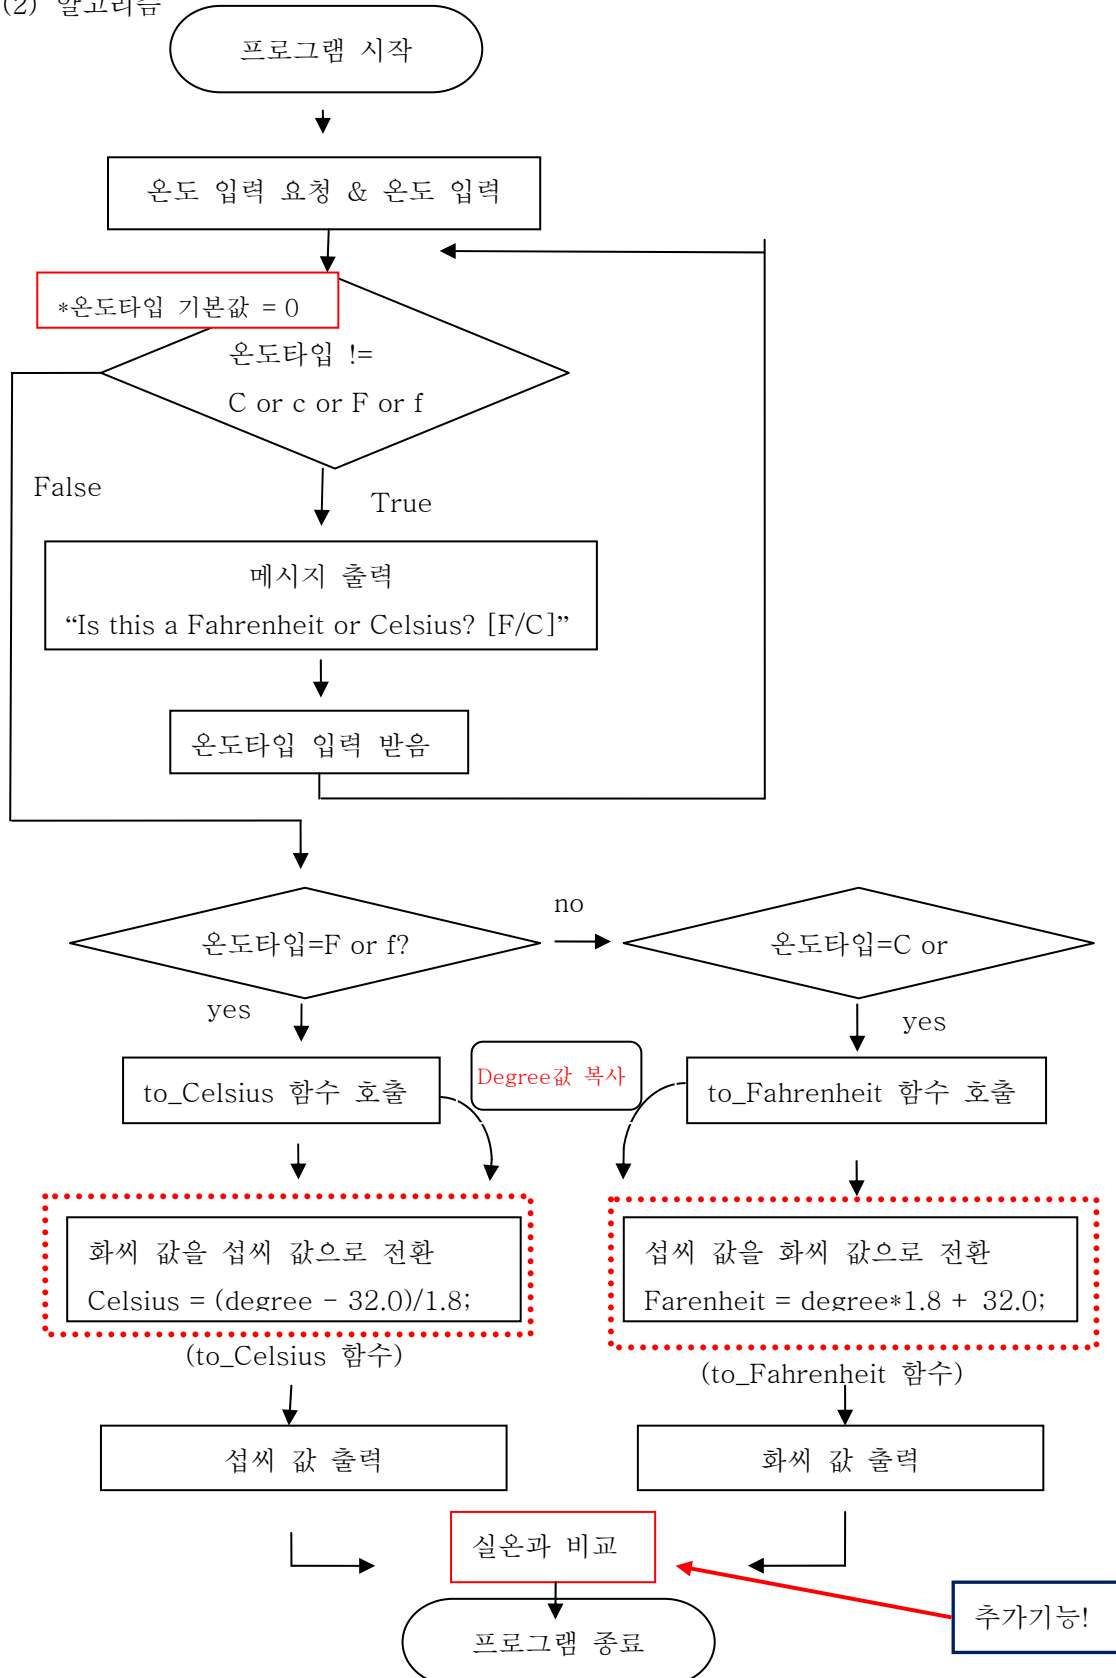 (2) 알고리즘
프로그램 시작
온도 입력 요청 & 온도 입력
*온도타입 기본값 = 0
온도타입 !=
C or c or F or f
False
True
메시지 출력
“Is this a Fahrenheit or Celsius? [F/C]”
온도타입 입력 받음
온도타입=F or f?
no
온도타입=C or
yes
yes
to_Celsius 함수 호출
Degree값 복사
to_Fahrenheit 함수 호출
화씨 값을 섭씨 값으로 전환
Celsius = (degree - 32.0)/1.8;
섭씨 값을 화씨 값으로 전환
Farenheit = degree*1.8 + 32.0;
(to_Celsius 함수)
(to_Fahrenheit 함수)
섭씨 값 출력
화씨 값 출력
실온과 비교
추가기능!
프로그램 종료